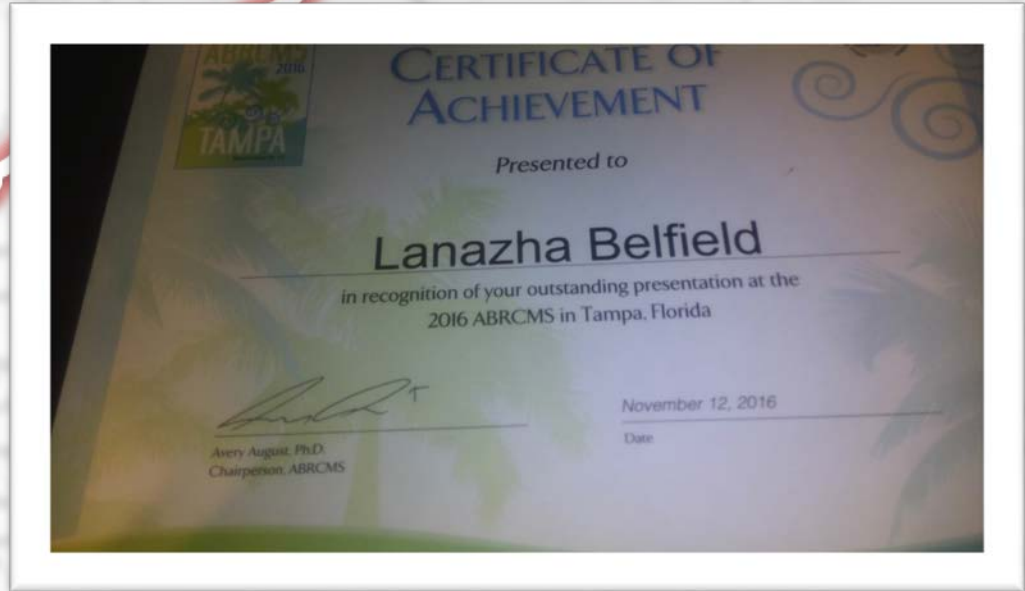 ABRCMS
2016
TAMPA
CERTIFICATE OF
ACHIEVEMENT
Presented to
Lanazha Belfield
in recognition of your outstanding presentation at the
2016 ABRCMS in Tampa, Florida
November 12, 2016
Date
Avery August, Ph.D.
Chairperson, ABRCMS